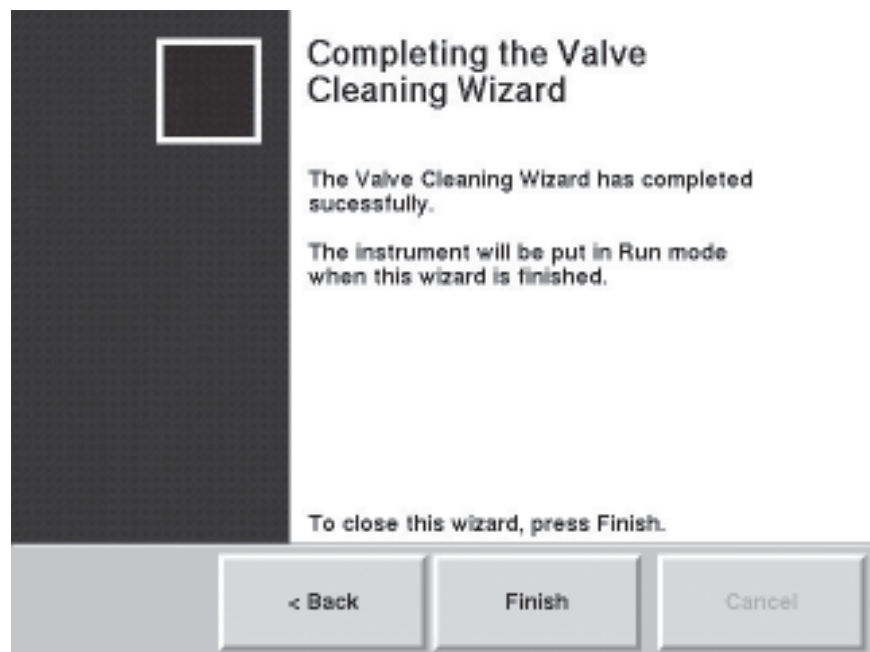 Completing the Valve
Cleaning Wizard
The Valve Cleaning Wizard has completed
sucessfully.
The instrument will be put in Run mode
when this wizard is finished.
To close this wizard, press Finish.
< Back
Finish
Cancel